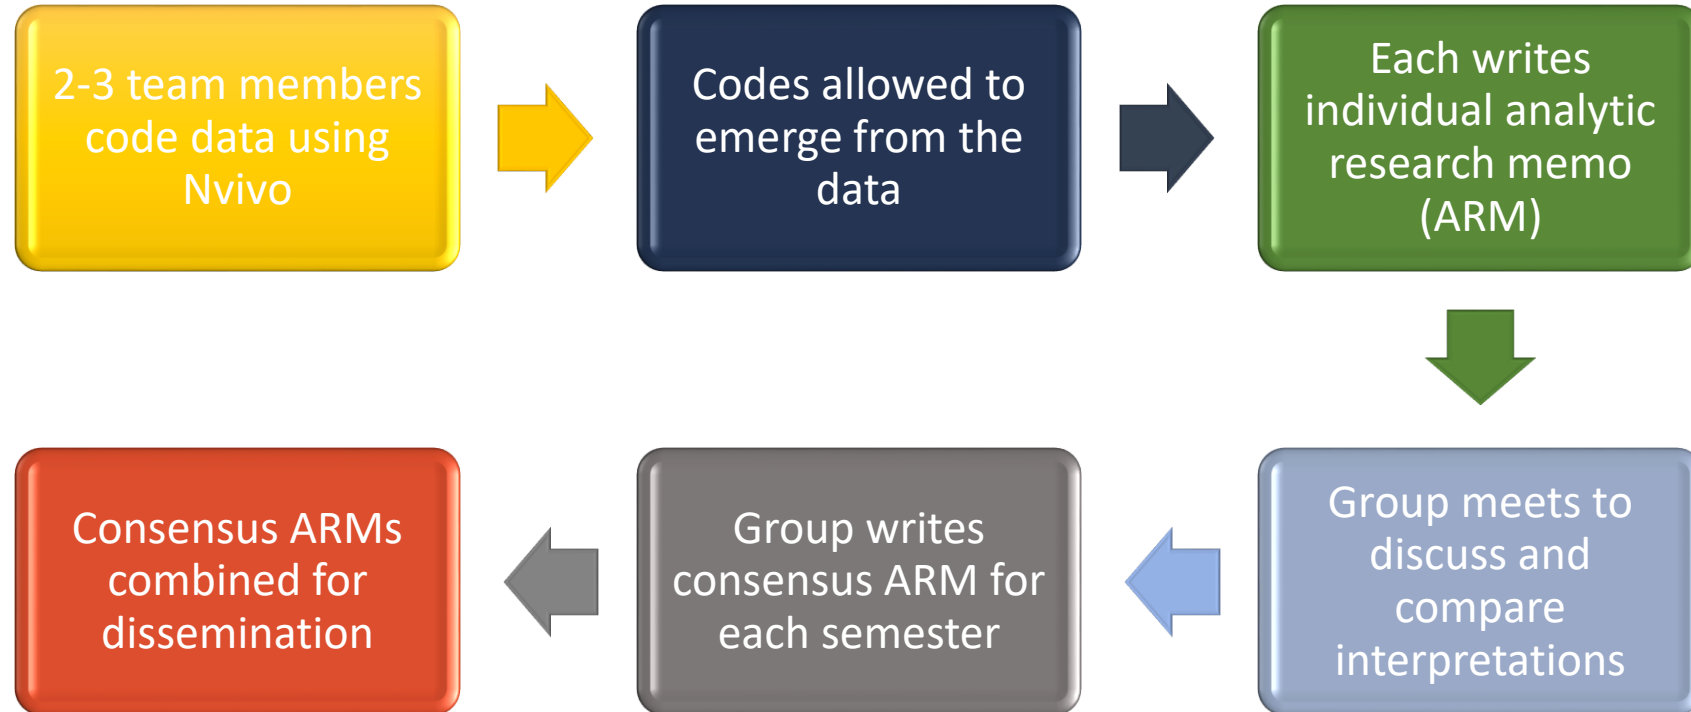 2-3 team members
code data using
Nvivo
Codes allowed to
emerge from the
data
Each writes
individual analytic
research memo
(ARM)
Group meets to
discuss and
compare
interpretations
Group writes
consensus ARM for
each semester
Consensus ARMs
combined for
dissemination